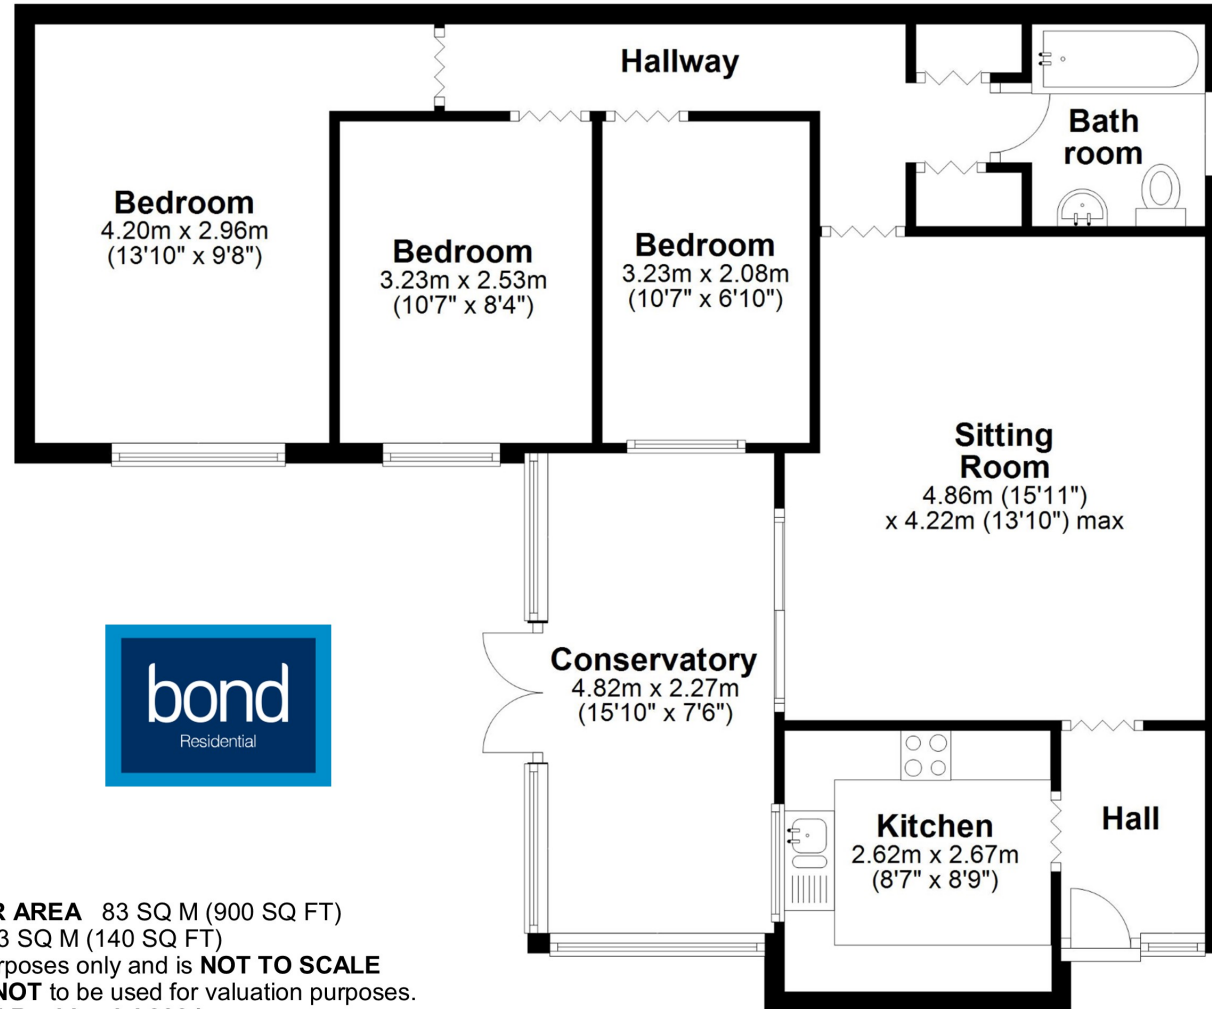 Hallway
Bath
room
Bedroom
4.20m x 2.96m
(13'10" x 9'8")
Bedroom
3.23m x 2.53m
(10'7" x 8'4")
Bedroom
3.23m x 2.08m
(10'7" x 6'10")
Sitting
Room
4.86m (15'11")
x 4.22m (13'10") max
Conservatory
4.82m x 2.27m
(15'10" x 7'6")
bond
Residential
Kitchen
2.62m x 2.67m
(8'7" x 8'9")
Hall
AREA 83 SQ M (900 SQ FT)
3 SQ M (140 SQ FT)
only and is NOT TO SCALE
NOT to be used for valuation purposes.